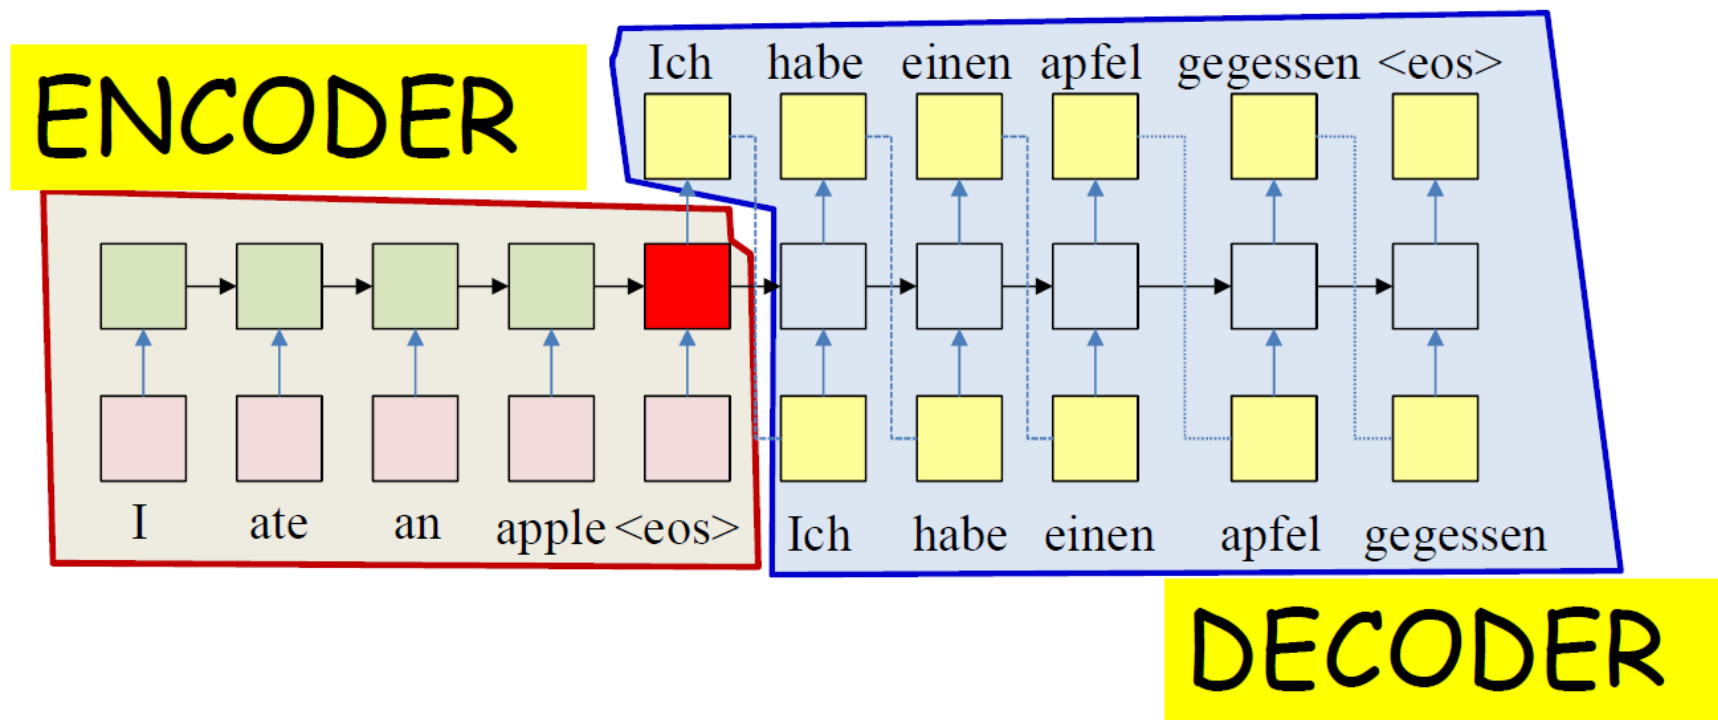 ENCODER
Ich habe einen apfel gegessen <eos>
I ate an apple <eos>
Ich habe einen apfel gegessen
DECODER